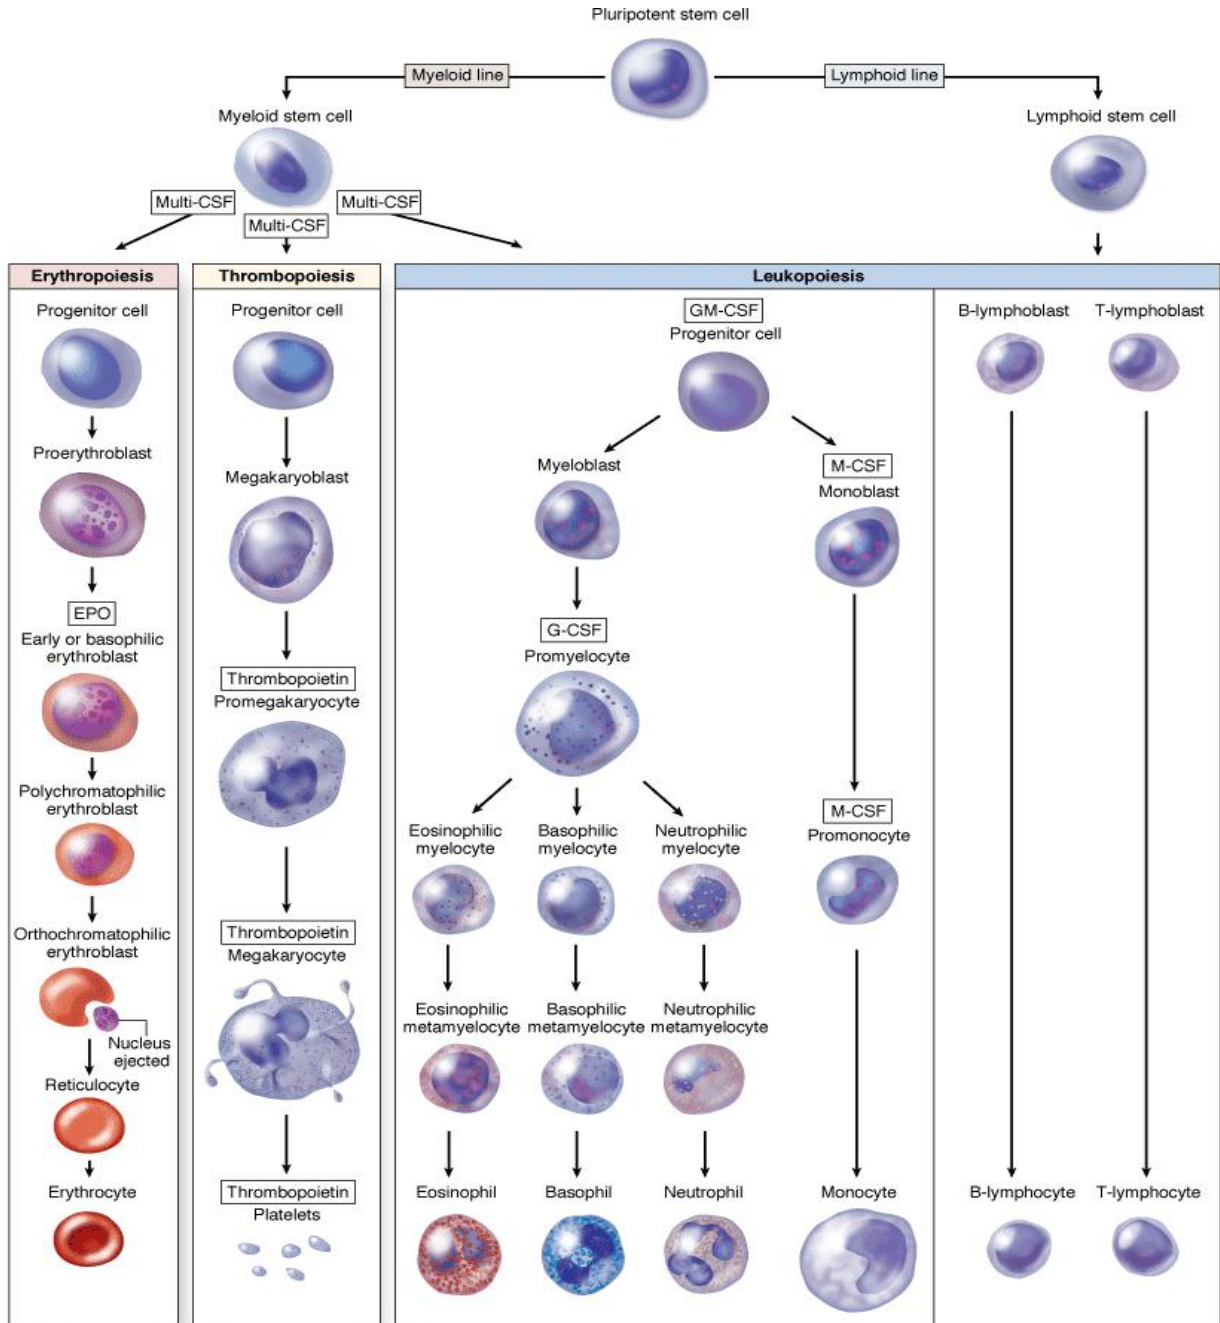 Pluripotent stem cell
Myeloid line
Lymphoid line
Myeloid stem cell
Lymphoid stem cell
Multi-CSF
Multi-CSF
Multi-CSF
Erythropoiesis
Progenitor cell
Proerythroblast
EPO
Early or basophilic
erythroblast
Polychromatophilic
erythroblast
Orthochromatophilic
erythroblast
Nucleus
ejected
Reticulocyte
Erythrocyte
Thrombopoiesis
Progenitor cell
Megakaryoblast
Thrombopoietin
Promegakaryocyte
Thrombopoietin
Megakaryocyte
Thrombopoietin
Platelets
Leukopoiesis
GM-CSF
Progenitor cell
Myeloblast
M-CSF
Monoblast
G-CSF
Promyelocyte
Eosinophilic
myelocyte
Basophilic
myelocyte
Neutrophilic
myelocyte
M-CSF
Promonocyte
Eosinophilic
metamyelocyte
Basophilic
metamyelocyte
Neutrophilic
metamyelocyte
Eosinophil
Basophil
Neutrophil
Monocyte
B-lymphoblast
T-lymphoblast
B-lymphocyte
T-lymphocyte